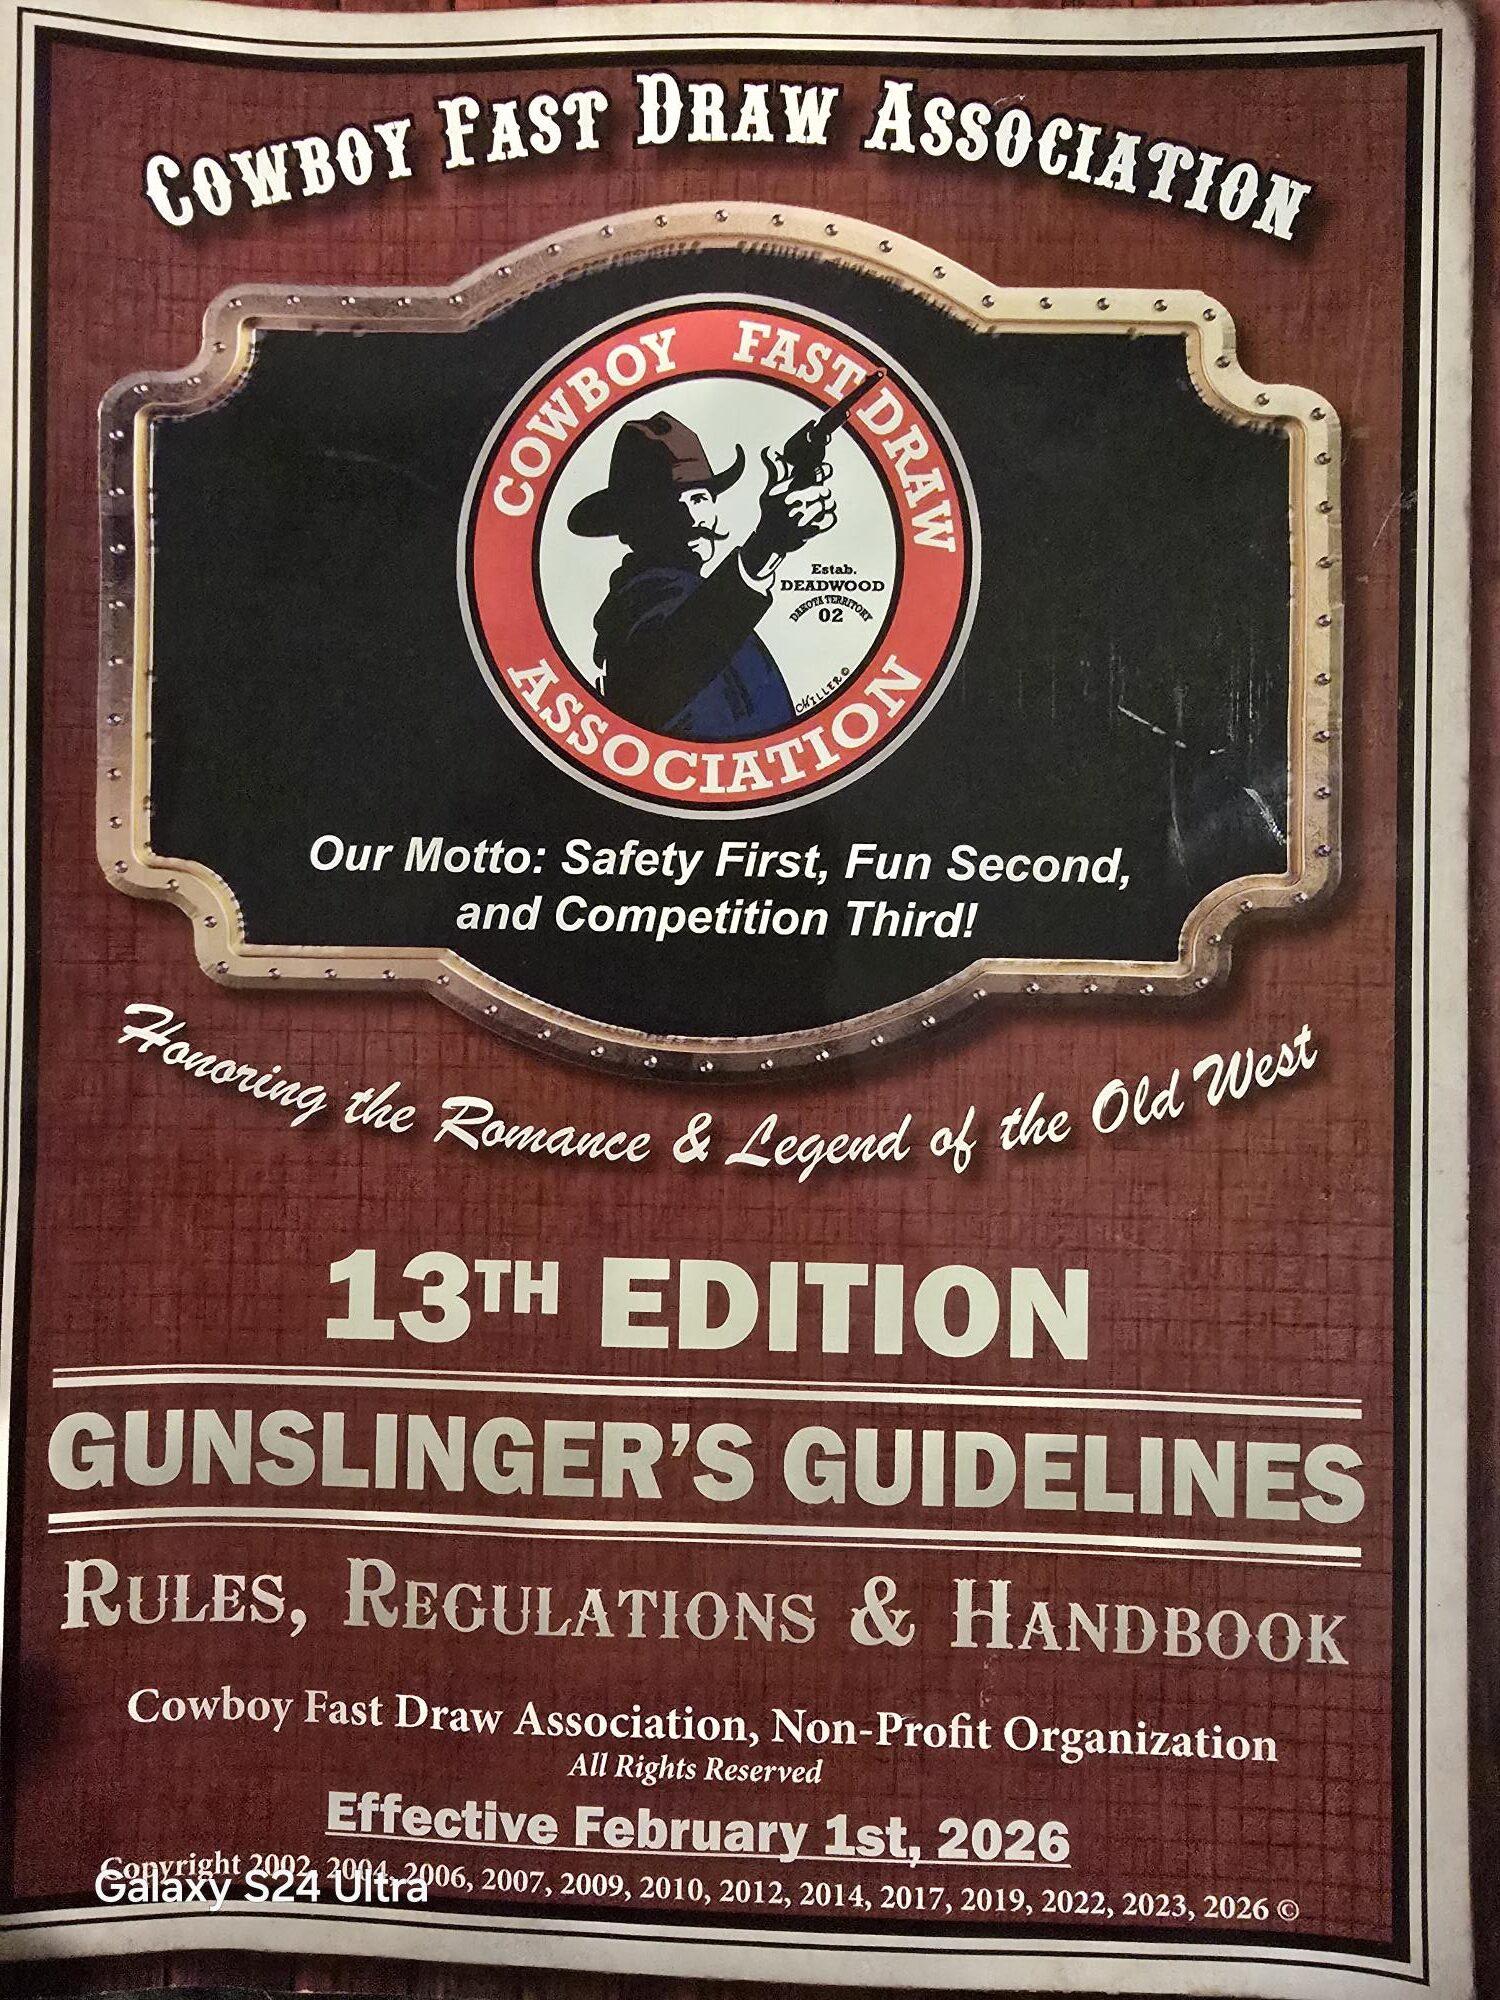 COWBOY FAST DRAW ASSOCIATION
COWBOY FAST DRAW
ASSOCIATION
Estab.
DEADWOOD
DAKOTA TERRITORY
02
MILLER ©
Our Motto: Safety First, Fun Second,
and Competition Third!
Honoring the Romance & Legend of the Old West
13TH EDITION
GUNSLINGER'S GUIDELINES
RULES, REGULATIONS & HANDBOOK
Cowboy Fast Draw Association, Non-Profit Organization
All Rights Reserved
Effective February 1st, 2026
Copyright 2002, 2004, 2006, 2007, 2009, 2010, 2012, 2014, 2017, 2019, 2022, 2023, 2026 ©
Galaxy S24 Ultra